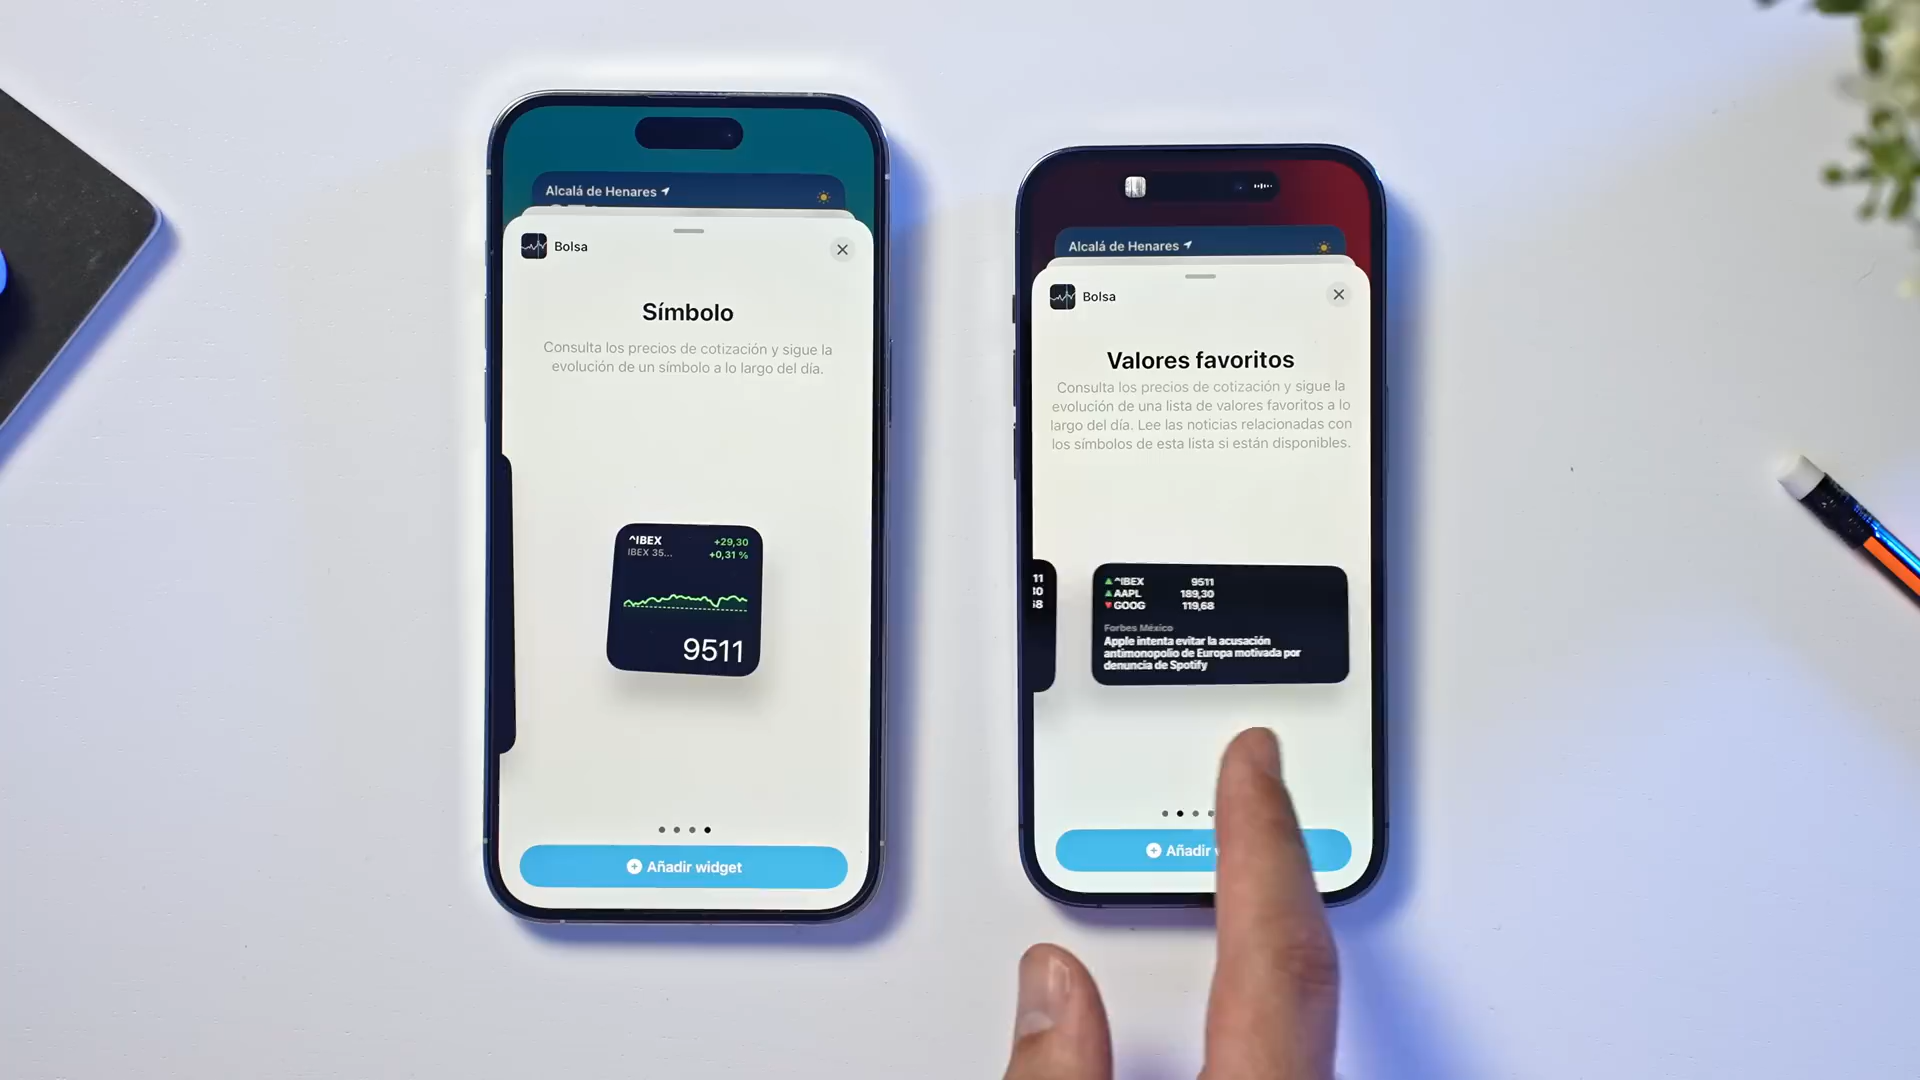 Alcalá de Henares
Bolsa
Símbolo
Consulta los precios de cotización y sigue la
evolución de un símbolo a lo largo del día.
^IBEX +29,30
IBEX 35... +0,31 %
9511
Añadir widget
Alcalá de Henares
Bolsa
Valores favoritos
Consulta los precios de cotización y sigue la
evolución de una lista de valores favoritos a lo
largo del día. Lee las noticias relacionadas con
los símbolos de esta lista si están disponibles.
^IBEX 9511
AAPL 189,30
GOOG 119,68
Forbes México
Apple intenta evitar la acusación
antimonopolio de Europa motivada por
denuncia de Spotify
Añadir